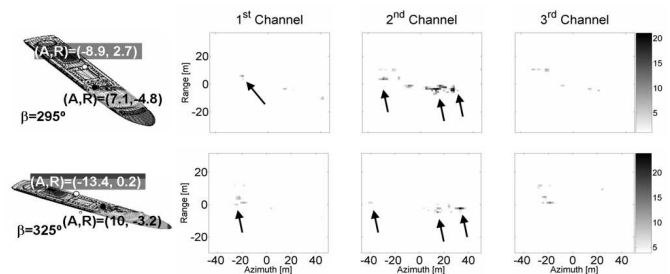 1st Channel 2nd Channel 3rd Channel
(A,R)=(-8.9, 2.7)
(A,R)=(7.1,-4.8)
β=295º
Range [m]
20
0
-20
20
15
10
5
(A,R)=(-13.4, 0.2)
(A,R)=(10, -3.2)
β=325º
Range [m]
20
0
-20
20
15
10
5
-40 -20 0 20 40 -40 -20 0 20 40 -40 -20 0 20 40
Azimuth [m] Azimuth [m] Azimuth [m]